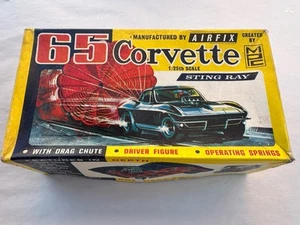 MANUFACTURED BY AIRFIX CREATED BY MPC
65 Corvette
1:25th SCALE
STING RAY
• WITH DRAG CHUTE • DRIVER FIGURE • OPERATING SPRINGS